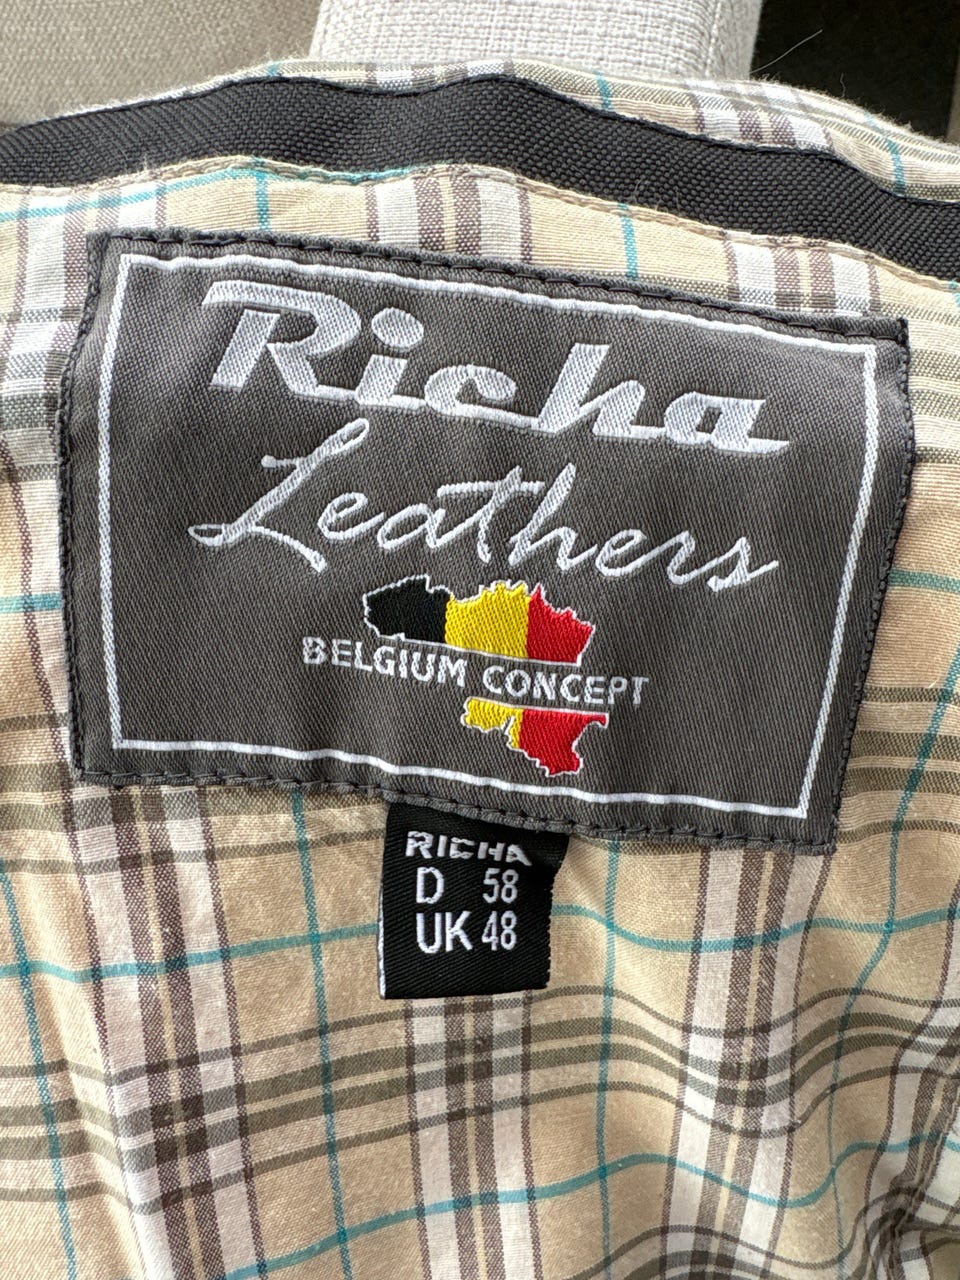 Richa
Leathers
BELGIUM CONCEPT
RICHA
D 58
UK 48